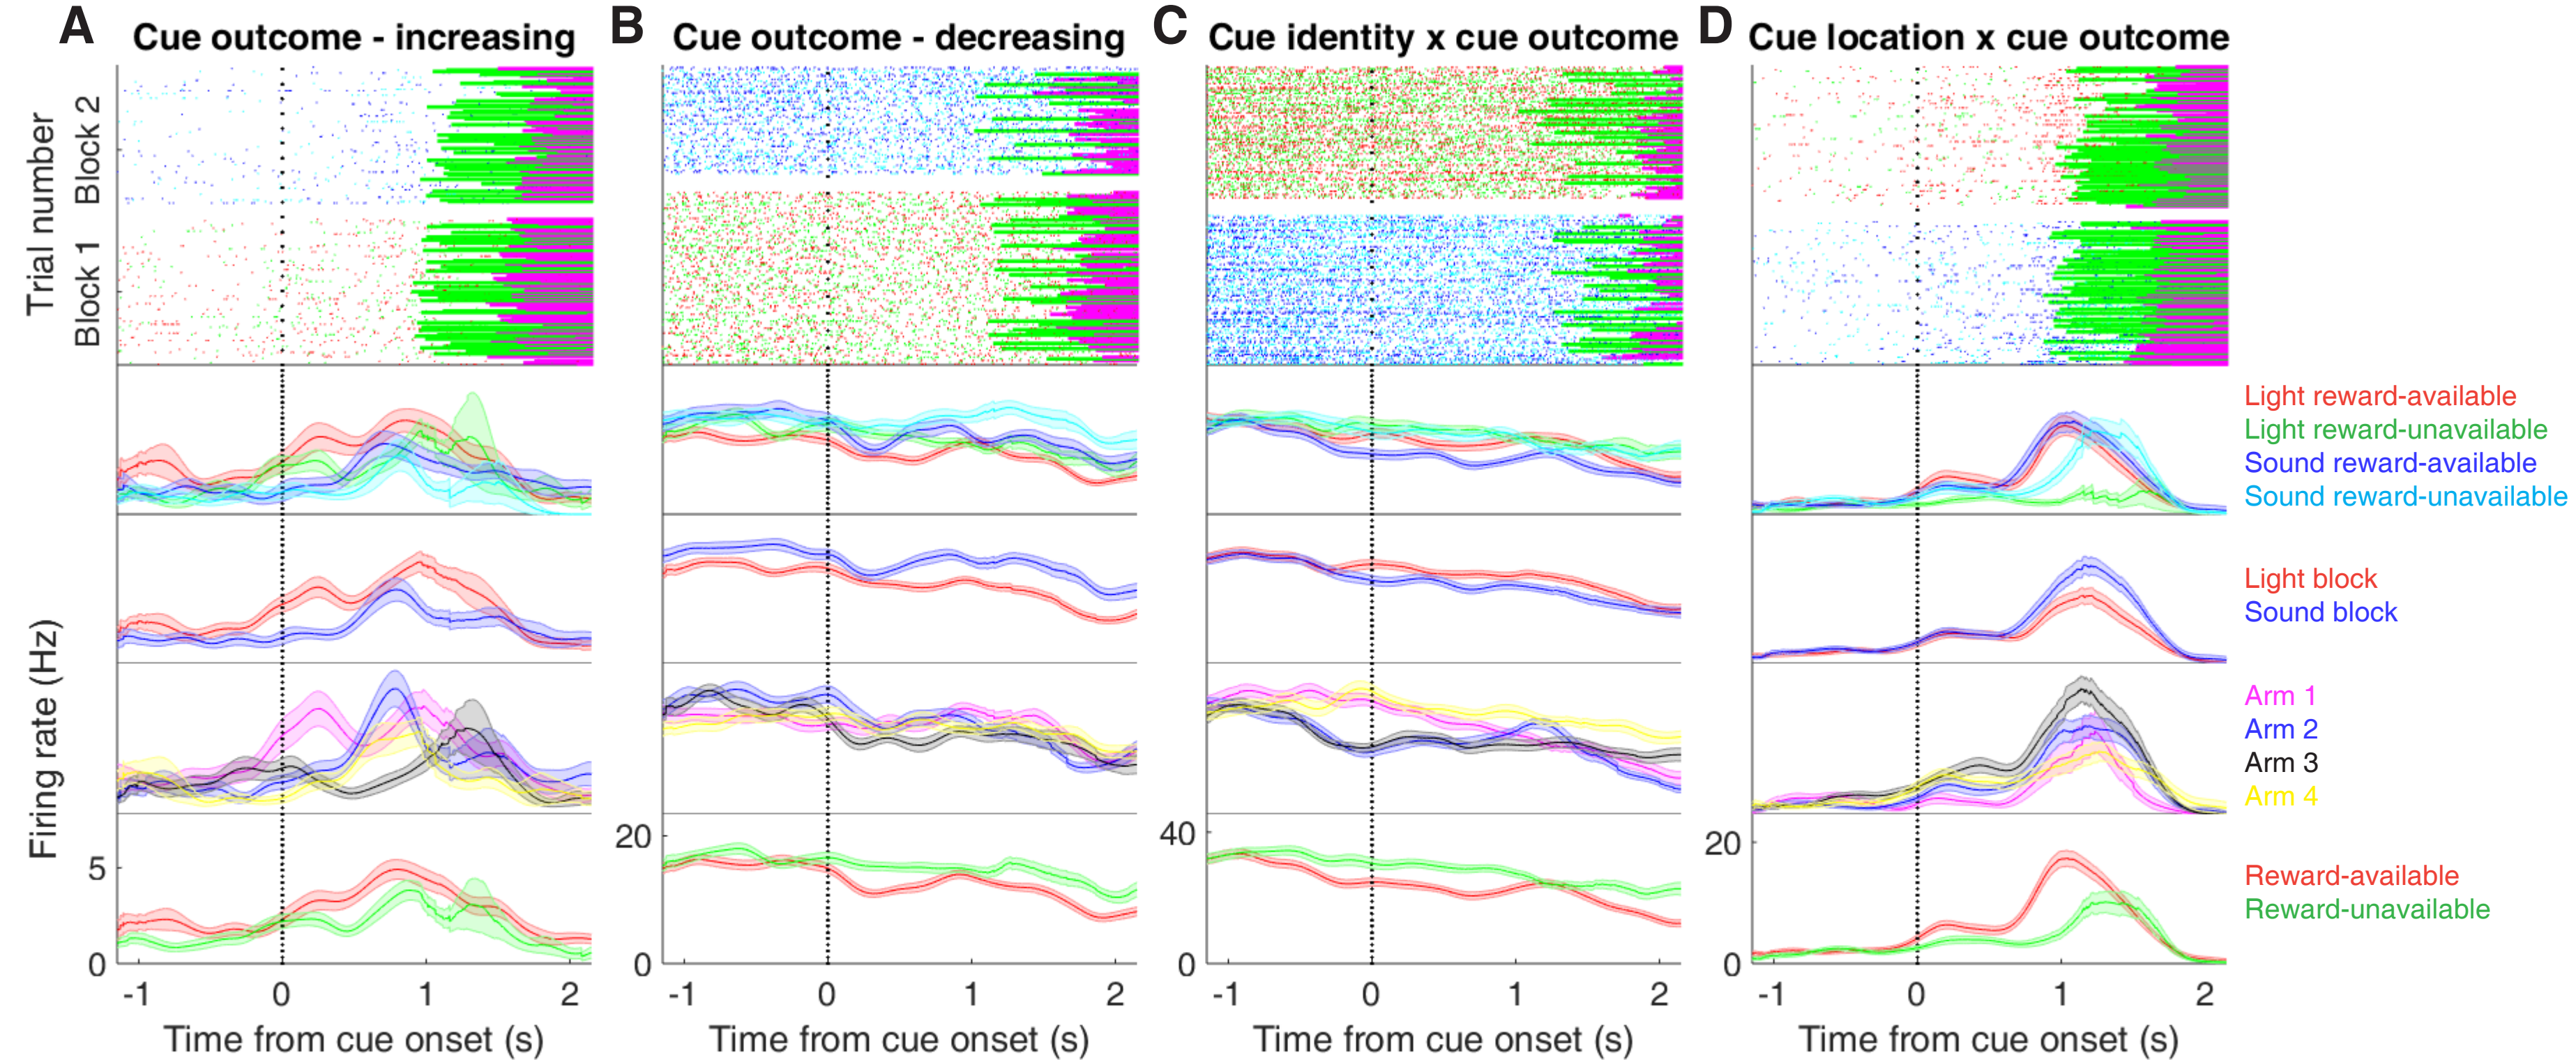 A
Cue outcome - increasing
B
Cue outcome - decreasing
C
Cue identity x cue outcome
D
Cue location x cue outcome
Trial number
Block 2
Block 1
Light reward-available
Light reward-unavailable
Sound reward-available
Sound reward-unavailable
Light block
Sound block
Arm 1
Arm 2
Arm 3
Arm 4
Reward-available
Reward-unavailable
Firing rate (Hz)
5
0
20
0
40
0
20
0
-1 0 1 2
-1 0 1 2
-1 0 1 2
-1 0 1 2
Time from cue onset (s)
Time from cue onset (s)
Time from cue onset (s)
Time from cue onset (s)